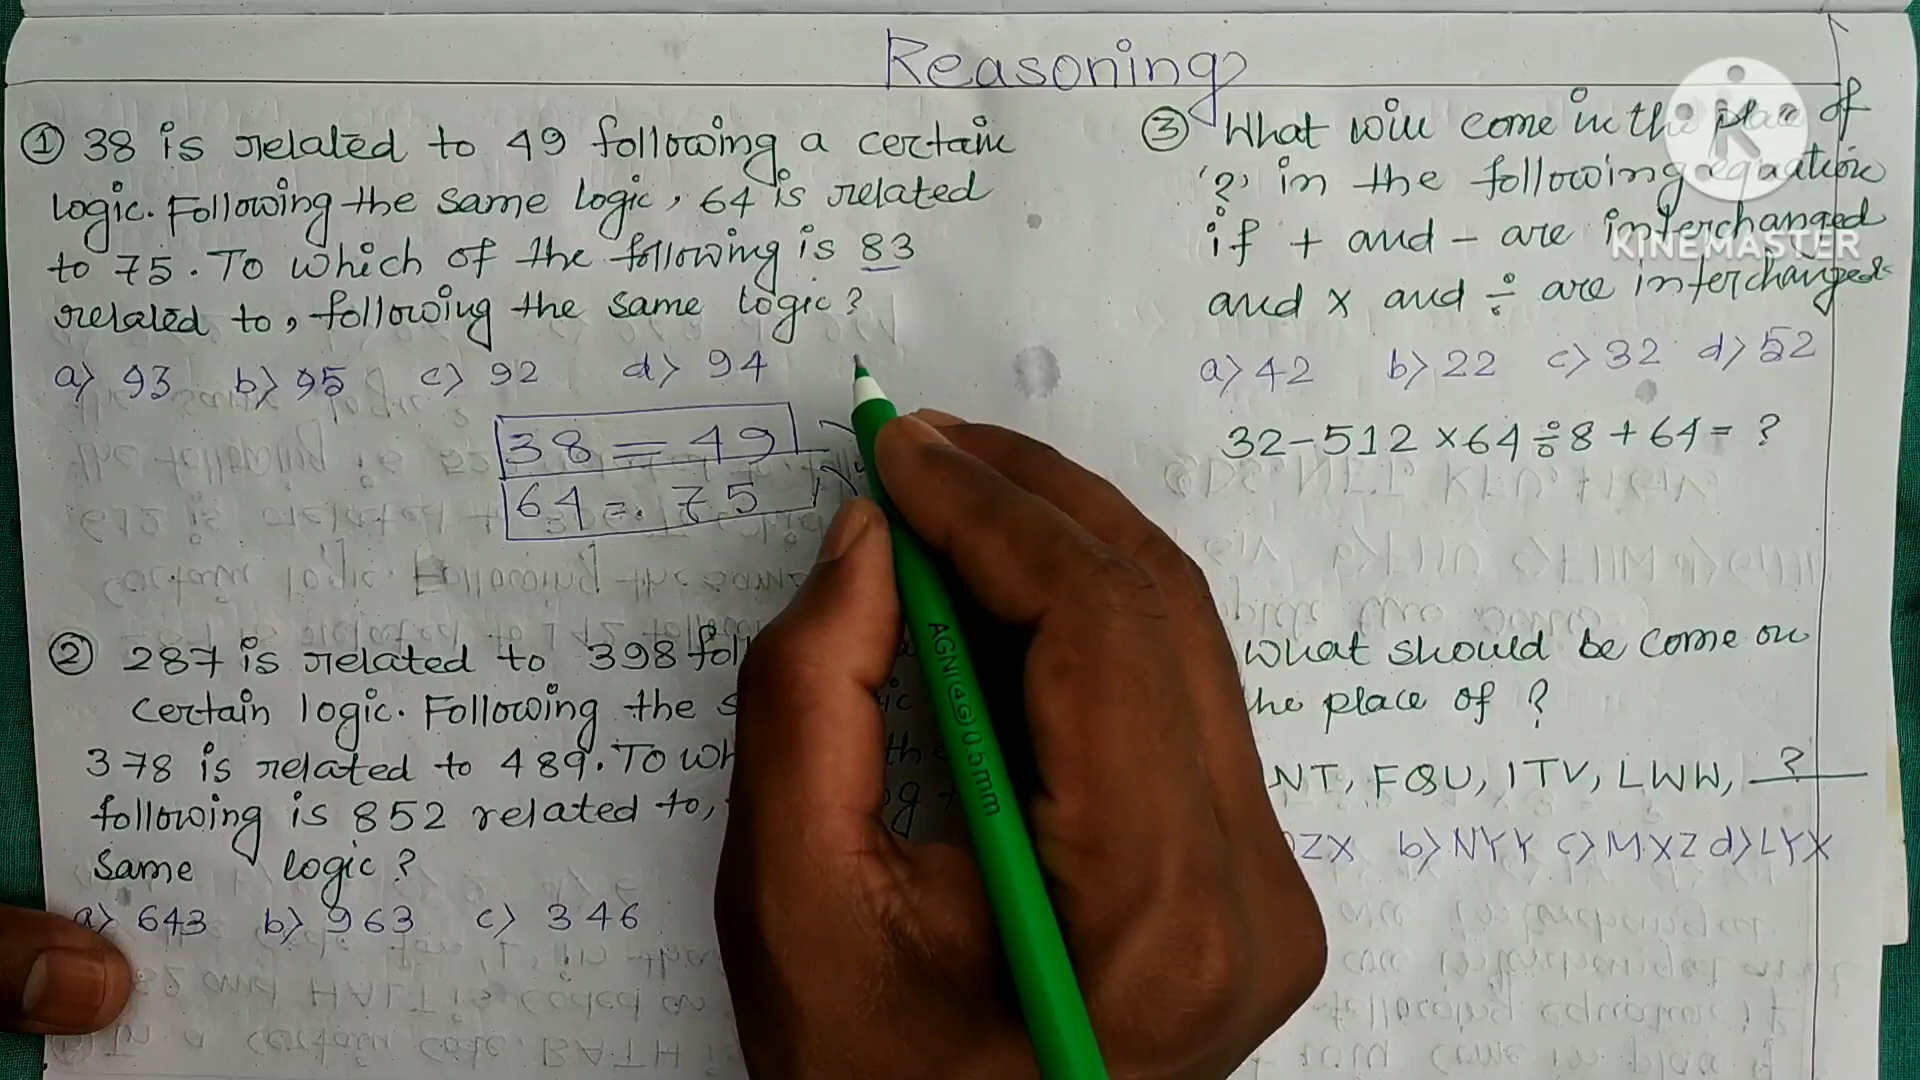 Reasoning
① 38 is related to 49 following a certain
logic. Following the same logic, 64 is related
to 75. To which of the following is 83
related to, following the same logic?
a) 93 b) 95 c) 92 d) 94
38 = 49
64 = 75
② 287 is related to 398
certain logic. Following the
378 is related to 489. To
following is 852 related to,
same logic?
a) 643 b) 963 c) 346
③ What will come in the place of
'?' in the following equation
if + and - are interchanged
and × and ÷ are interchanged
a) 42 b) 22 c) 32 d) 52
32-512×64÷8+64= ?
What should be come on
the place of ?
NT, FQU, ITV, LWW, ?
OZX b) NYY c) MXZ d) LYX
AGNI 4G 0.5mm
KINEMASTER